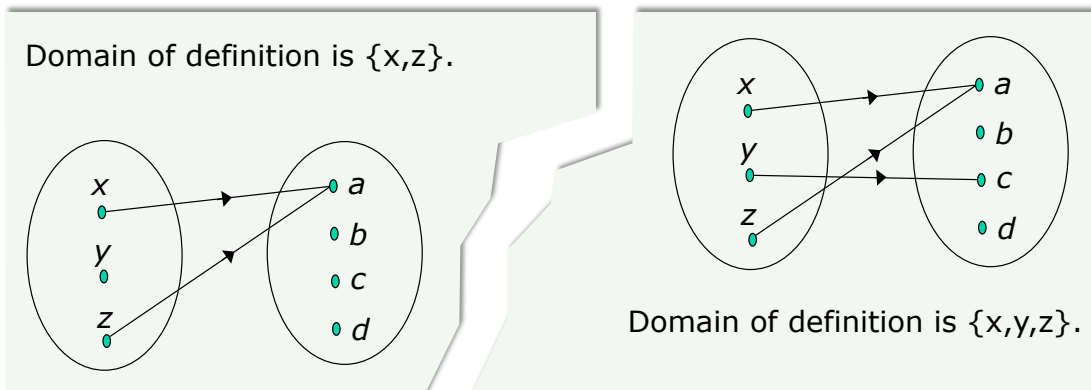 Domain of definition is {x,z}.
x
y
z
a
b
c
d
x
y
z
a
b
c
d
Domain of definition is {x,y,z}.